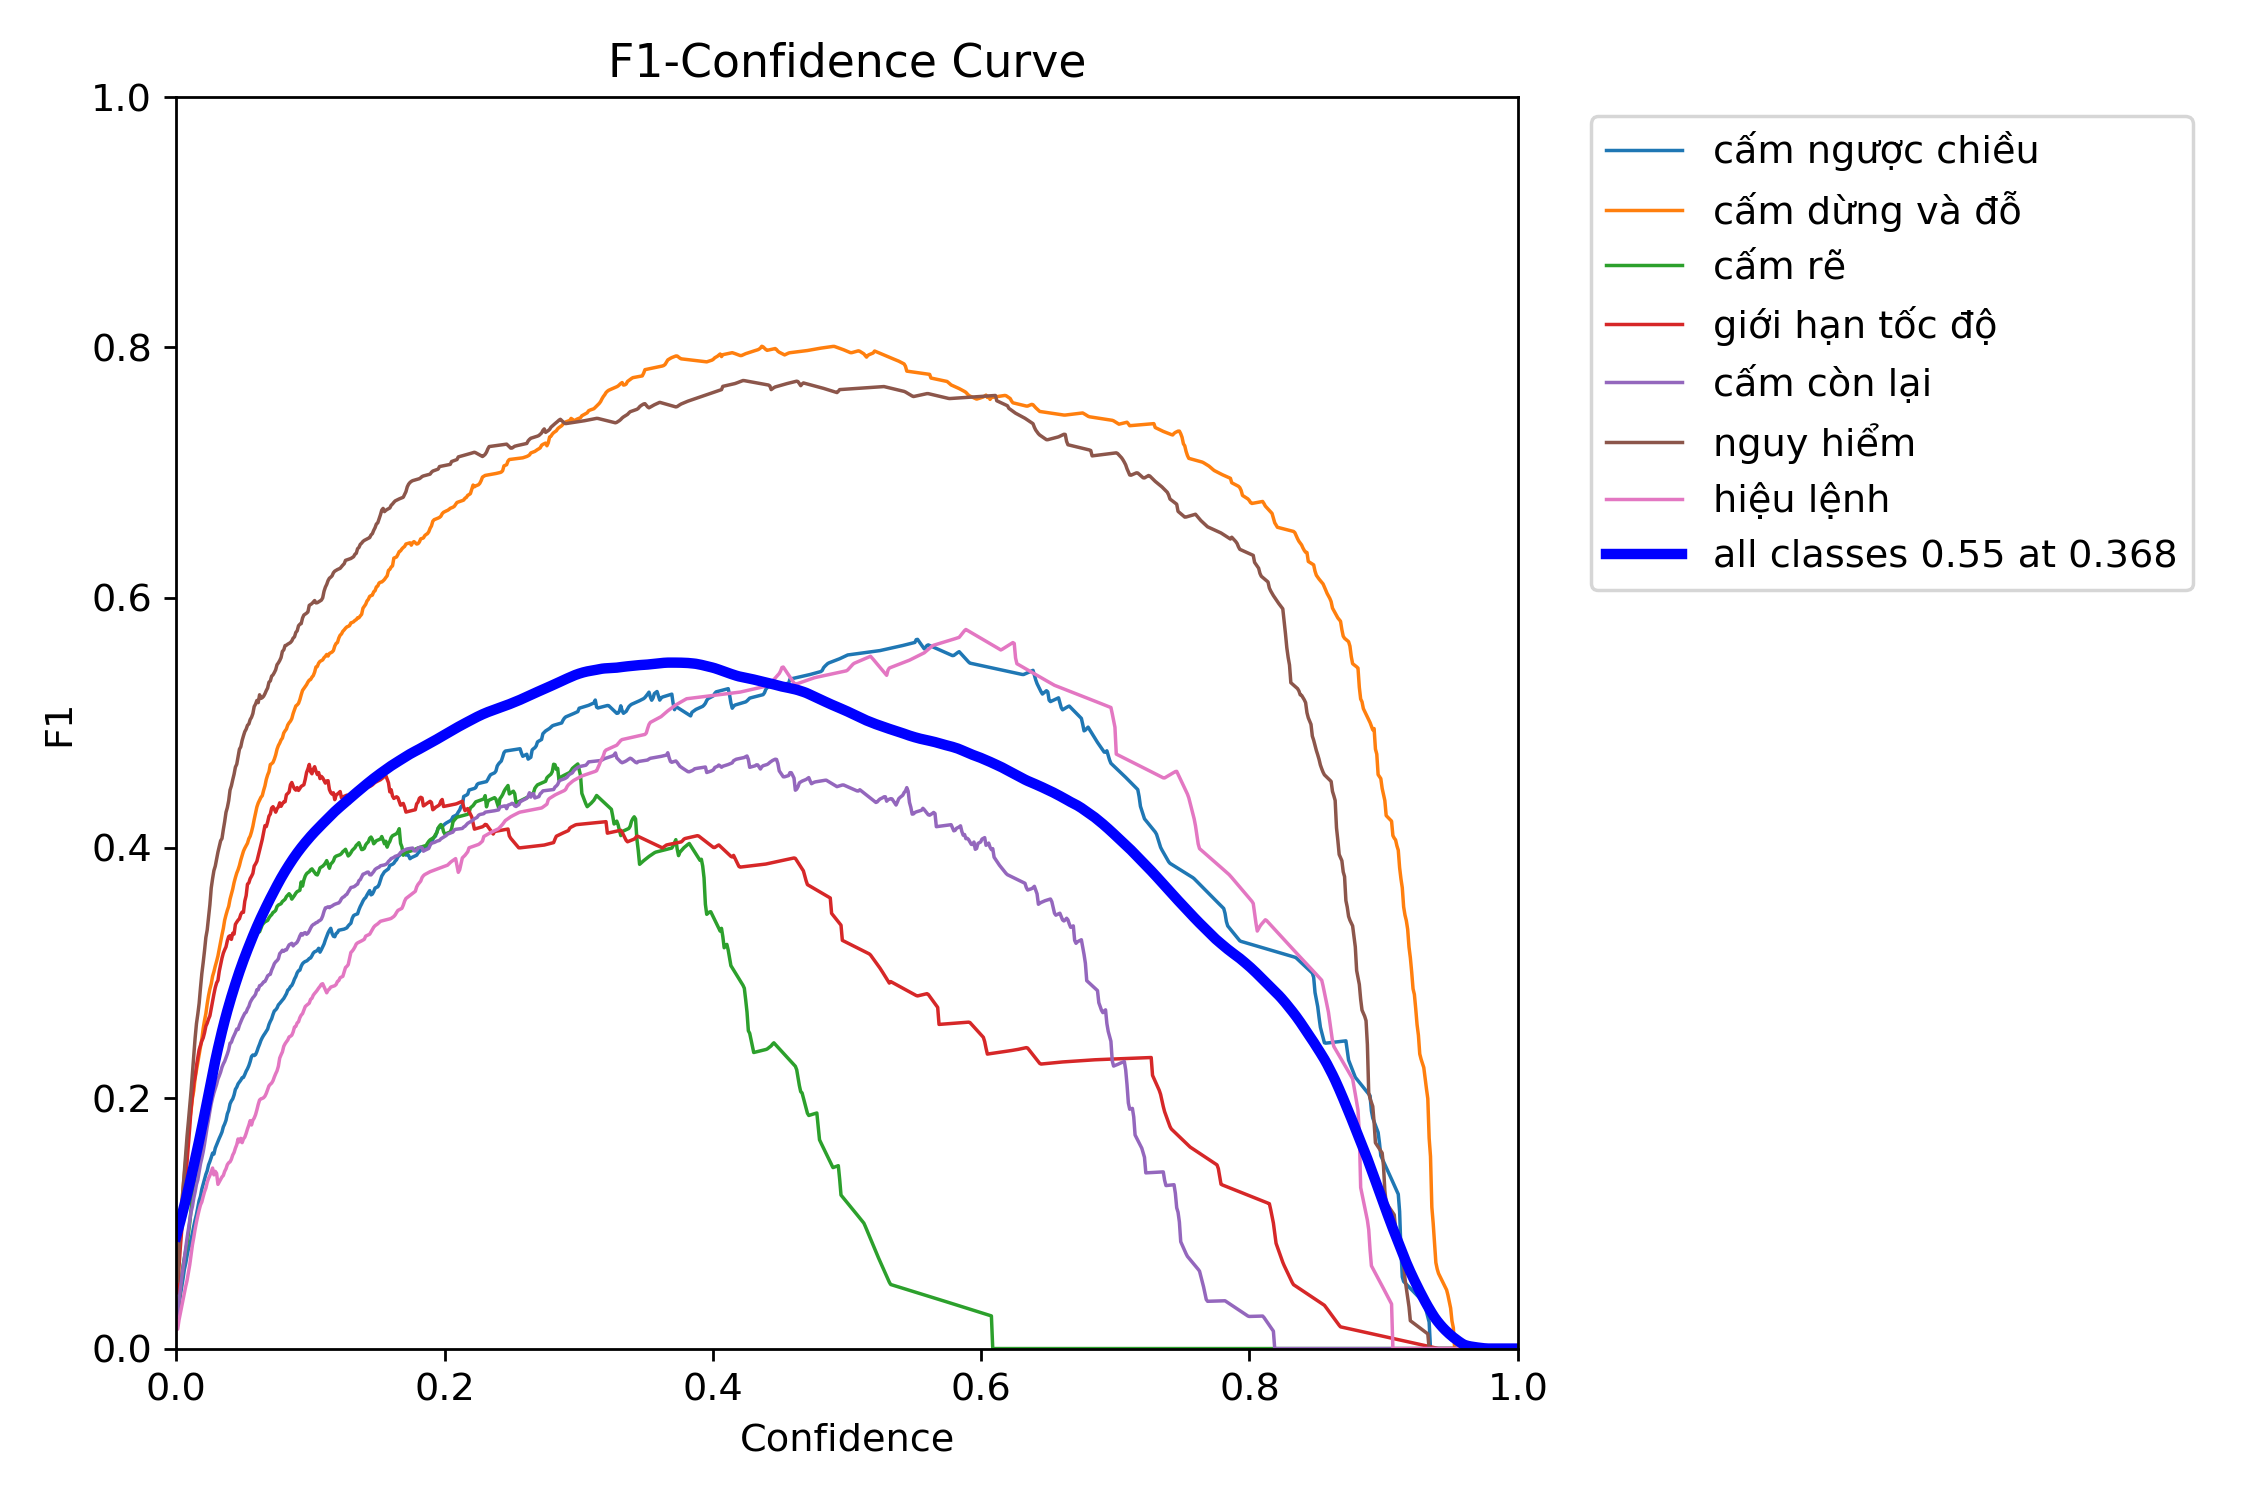 F1-Confidence Curve
1.0
0.8
0.6
0.4
0.2
0.0
F1
0.0 0.2 0.4 0.6 0.8 1.0
Confidence
cấm ngược chiều
cấm dừng và đỗ
cấm rẽ
giới hạn tốc độ
cấm còn lại
nguy hiểm
hiệu lệnh
all classes 0.55 at 0.368